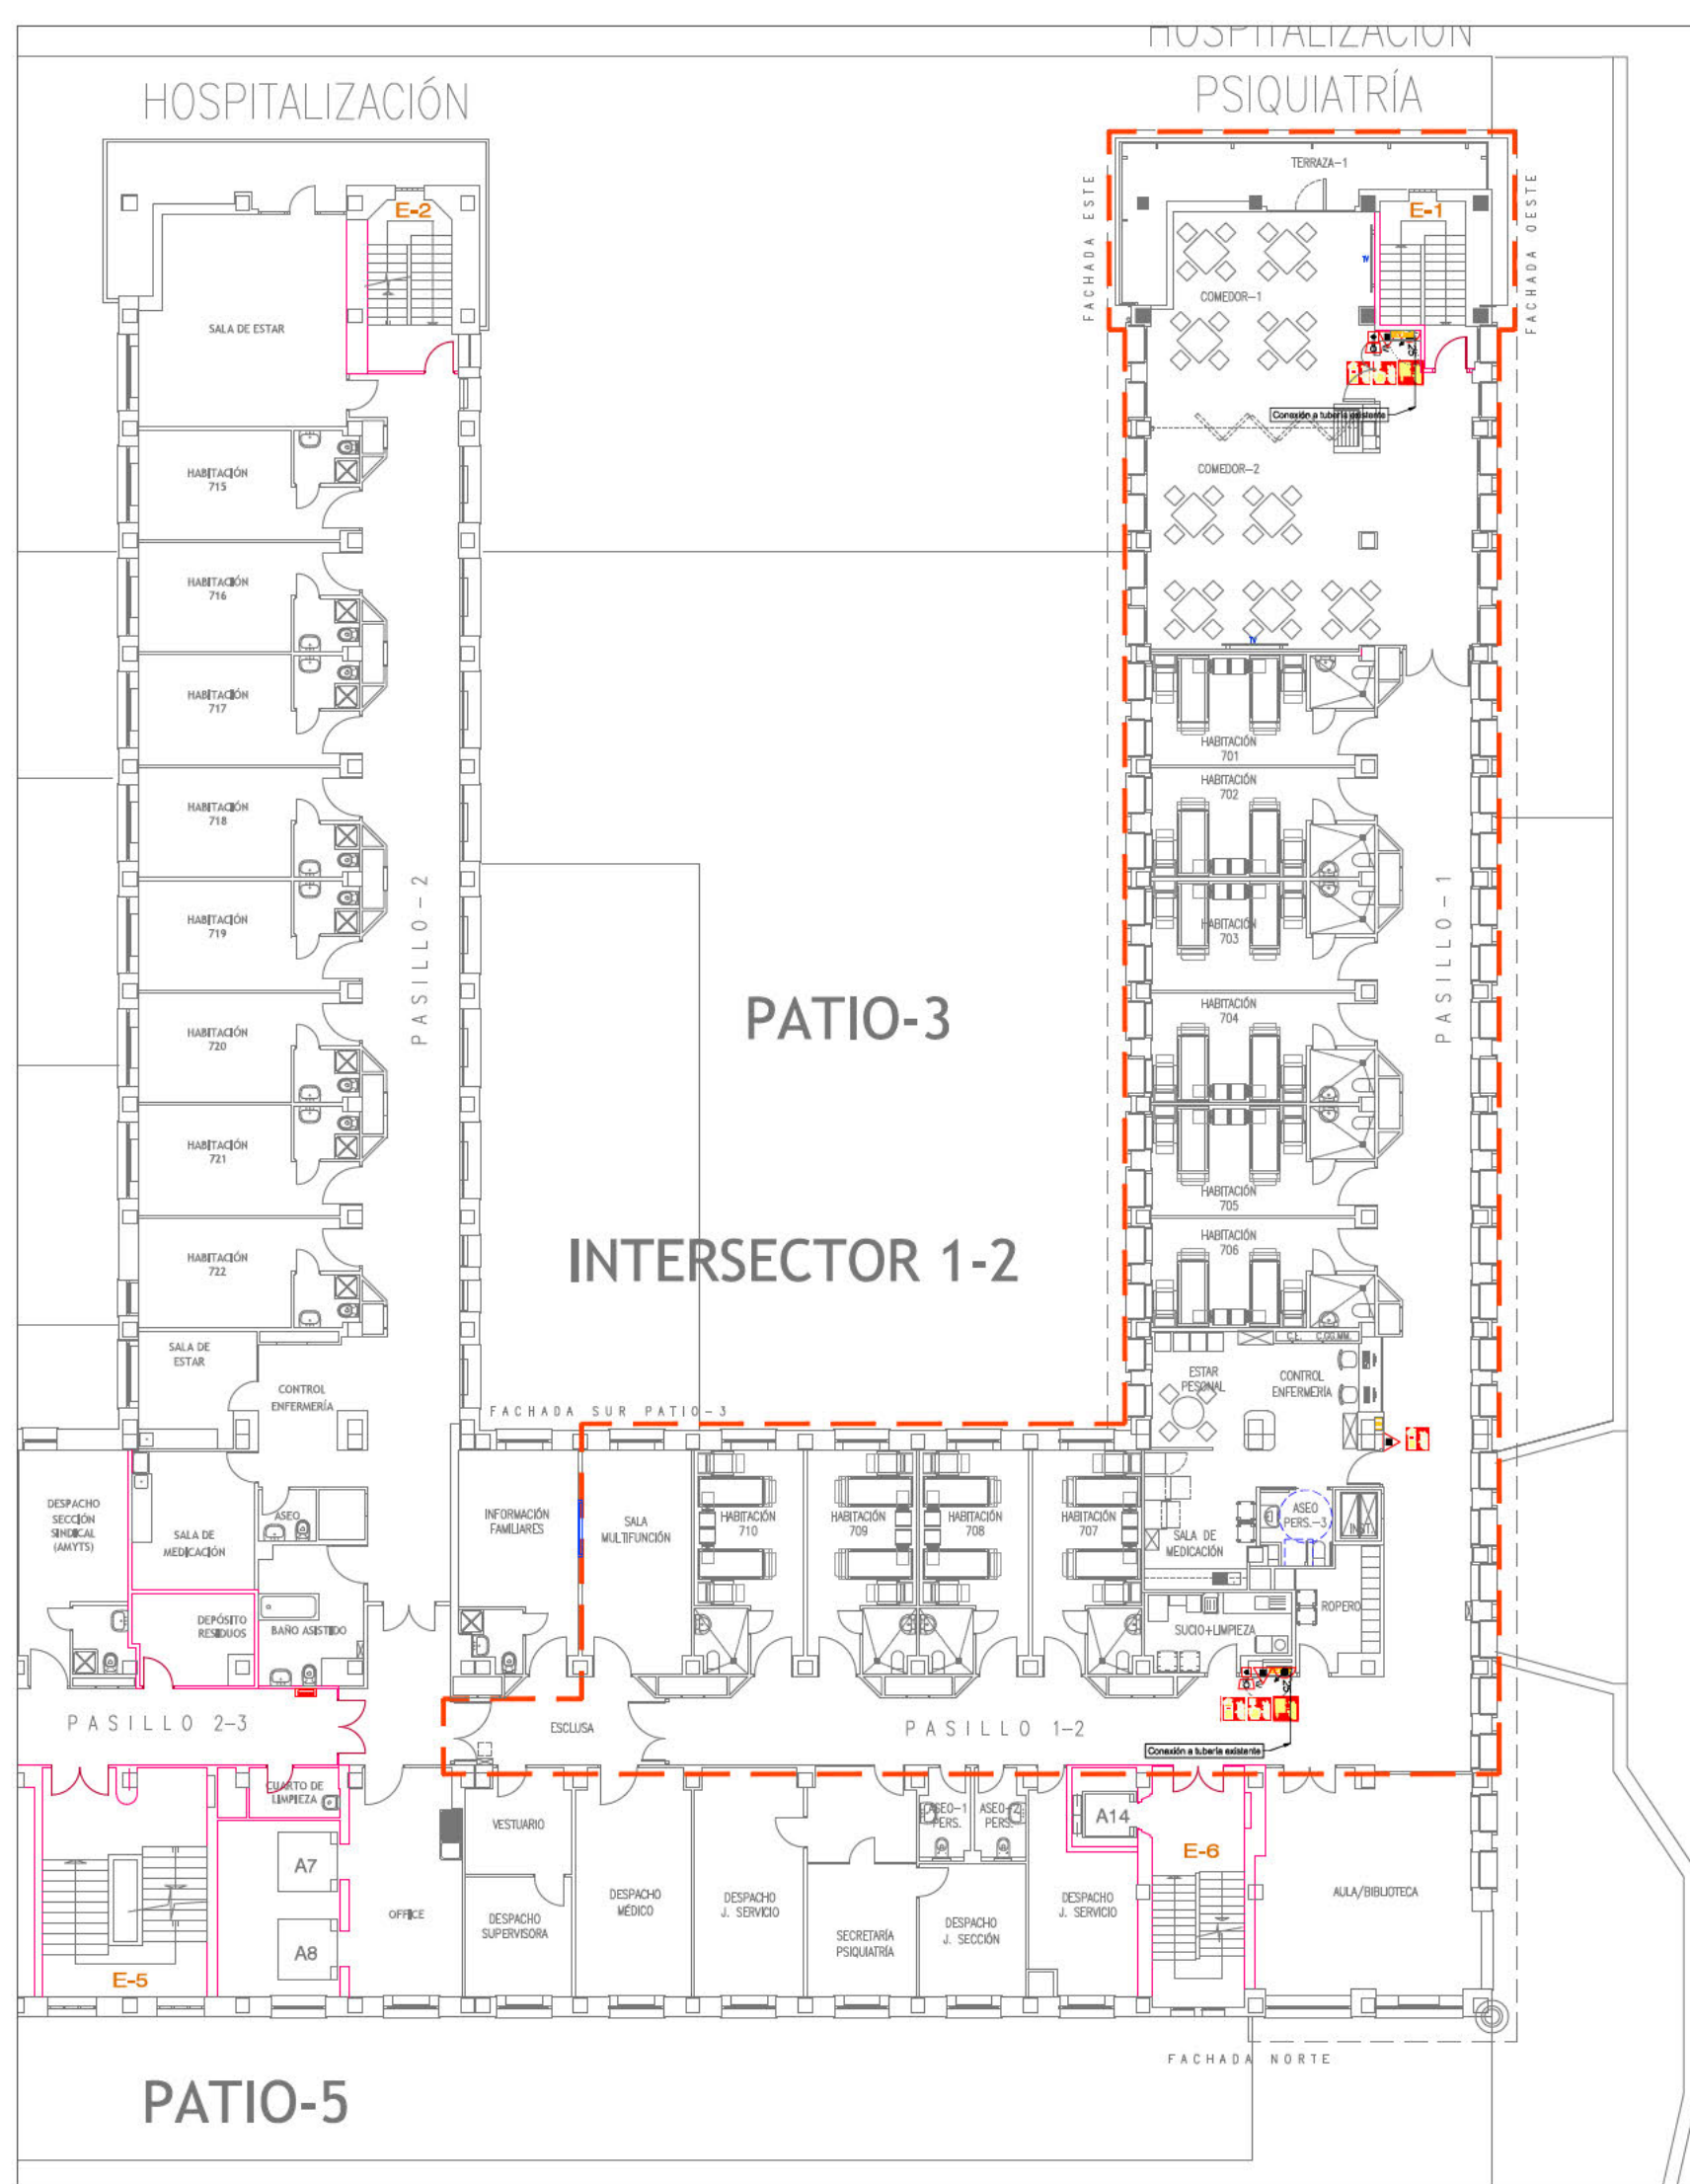 HOSPITALIZACIÓN
HOSPITALIZACIÓN
PSIQUIATRÍA
TERRAZA-1
FACHADA ESTE
FACHADA OESTE
E-2
E-1
TV
COMEDOR-1
SALA DE ESTAR
25
Conexión a tubería existente
COMEDOR-2
HABITACIÓN
715
HABITACIÓN
716
TV
HABITACIÓN
717
HABITACIÓN
701
HABITACIÓN
702
HABITACIÓN
718
PASILLO-2
PASILLO-1
HABITACIÓN
719
HABITACIÓN
703
PATIO-3
HABITACIÓN
704
HABITACIÓN
720
HABITACIÓN
721
HABITACIÓN
705
INTERSECTOR 1-2
HABITACIÓN
706
HABITACIÓN
722
SALA DE
ESTAR
C.E.
ESTAR
PESONAL
CONTROL
ENFERMERÍA
CONTROL
ENFERMERÍA
FACHADA SUR PATIO-3
DESPACHO
SECCIÓN
SINDICAL
(AMYTS)
SALA DE
MEDICACIÓN
ASEO
INFORMACIÓN
FAMILIARES
SALA
MULTIFUNCIÓN
HABITACIÓN
710
HABITACIÓN
709
HABITACIÓN
708
HABITACIÓN
707
SALA DE
MEDICACIÓN
ASEO
PERS.-3
INST.
DEPÓSITO
RESIDUOS
BAÑO ASISTIDO
ROPERO
SUCIO+LIMPIEZA
25
PASILLO 2-3
ESCLUSA
PASILLO 1-2
Conexión a tubería existente
CUARTO DE
LIMPIEZA
VESTUARIO
ASEO-1
PERS.
ASEO-2
PERS.
A14
E-6
A7
OFFICE
DESPACHO
SUPERVISORA
DESPACHO
MÉDICO
DESPACHO
J. SERVICIO
SECRETARÍA
PSIQUIATRÍA
DESPACHO
J. SECCIÓN
DESPACHO
J. SERVICIO
AULA/BIBLIOTECA
A8
E-5
FACHADA NORTE
PATIO-5